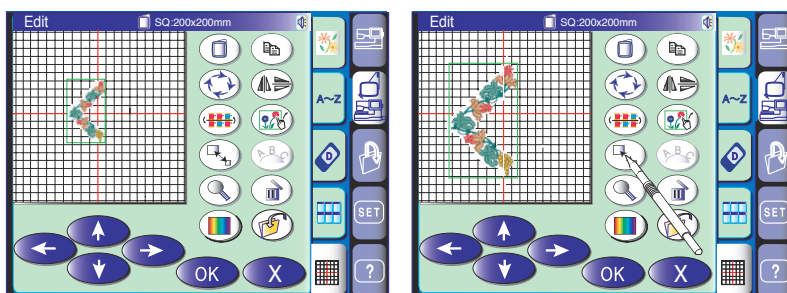 Edit SQ:200x200mm
A~Z
D
A B C
SET
OK X ?
Edit SQ:200x200mm
A~Z
D
A B C
SET
OK X ?